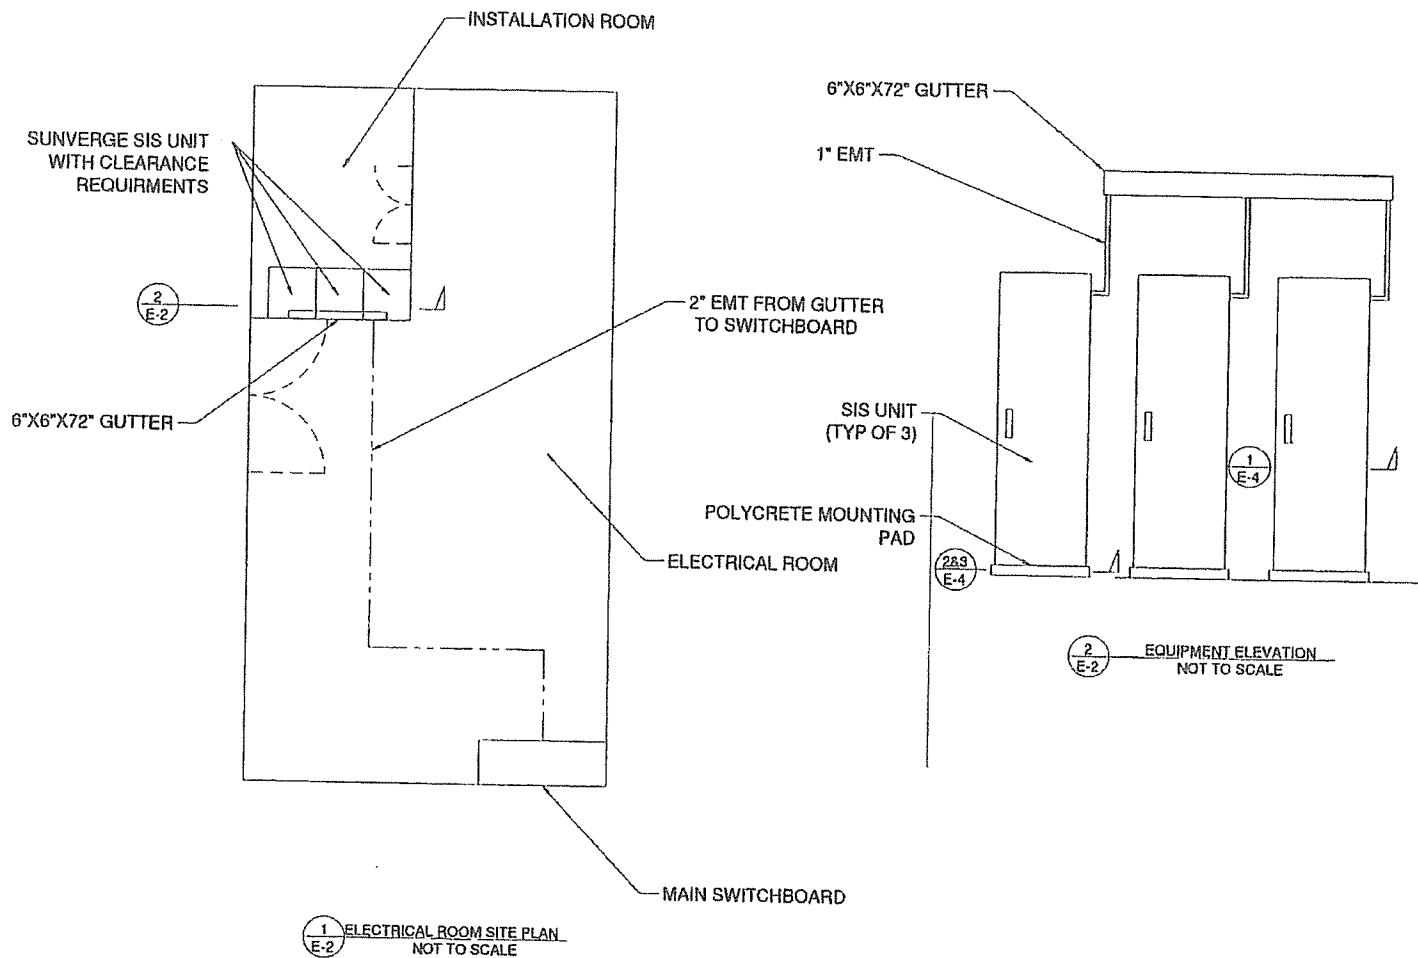 INSTALLATION ROOM
SUNVERGE SIS UNIT
WITH CLEARANCE
REQUIRMENTS
2
E-2
2" EMT FROM GUTTER
TO SWITCHBOARD
6"X6"X72" GUTTER
ELECTRICAL ROOM
MAIN SWITCHBOARD
1
E-2
ELECTRICAL ROOM SITE PLAN
NOT TO SCALE
6"X6"X72" GUTTER
1" EMT
SIS UNIT
(TYP OF 3)
1
E-4
POLYCRETE MOUNTING
PAD
2&3
E-4
2
E-2
EQUIPMENT ELEVATION
NOT TO SCALE